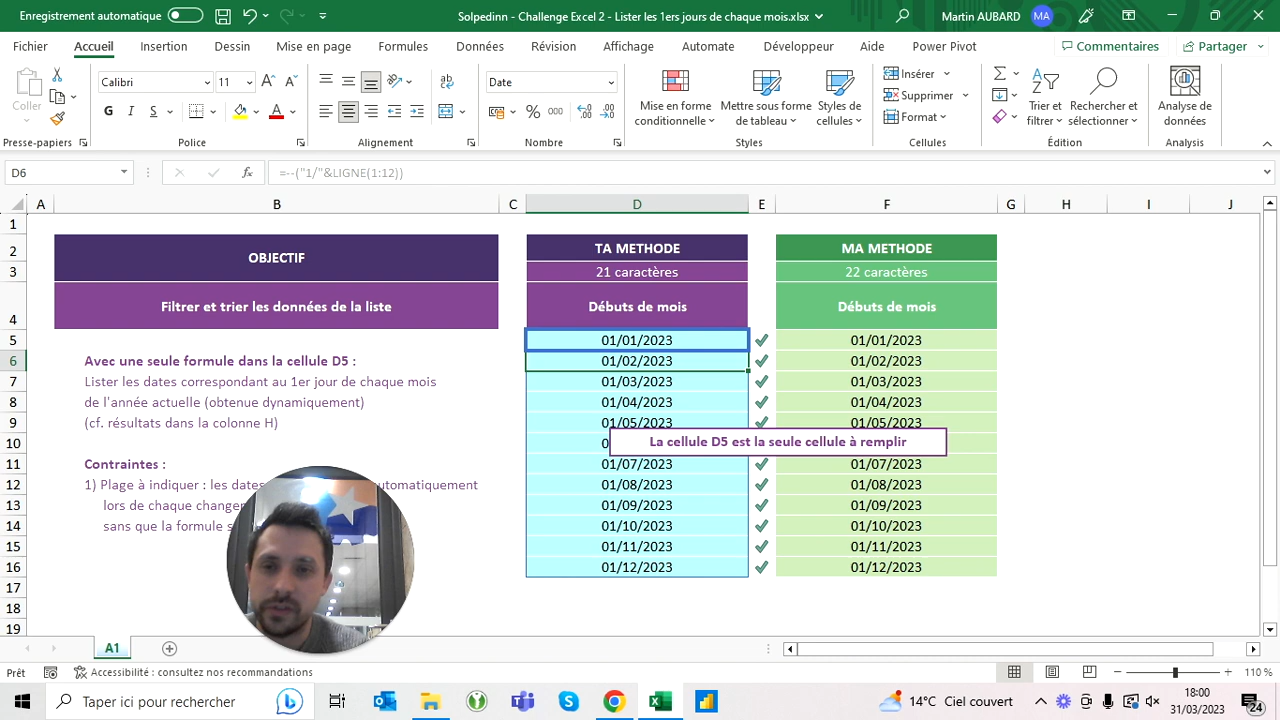 Enregistrement automatique
Solpedinn - Challenge Excel 2 - Lister les 1ers jours de chaque mois.xlsx
Martin AUBARD
MA
Fichier
Accueil
Insertion
Dessin
Mise en page
Formules
Données
Révision
Affichage
Automate
Développeur
Aide
Power Pivot
Commentaires
Partager
Coller
Calibri
11
Date
Mise en forme conditionnelle
Mettre sous forme de tableau
Styles de cellules
Insérer
Supprimer
Format
Trier et filtrer
Rechercher et sélectionner
Analyse de données
Presse-papiers
Police
Alignement
Nombre
Styles
Cellules
Édition
Analysis
D6
=--("1/"&LIGNE(1:12))
A B C D E F G H I J
1
2
3
4
5
6
7
8
9
10
11
12
13
14
15
16
17
18
19
OBJECTIF
Filtrer et trier les données de la liste
Avec une seule formule dans la cellule D5 :
Lister les dates correspondant au 1er jour de chaque mois
de l'année actuelle (obtenue dynamiquement)
(cf. résultats dans la colonne H)
Contraintes :
1) Plage à indiquer : les dates automatiquement
lors de chaque changer
sans que la formule s
TA METHODE
21 caractères
Débuts de mois
01/01/2023
01/02/2023
01/03/2023
01/04/2023
01/05/2023
0
01/07/2023
01/08/2023
01/09/2023
01/10/2023
01/11/2023
01/12/2023
La cellule D5 est la seule cellule à remplir
MA METHODE
22 caractères
Débuts de mois
01/01/2023
01/02/2023
01/03/2023
01/04/2023
01/05/2023
01/07/2023
01/08/2023
01/09/2023
01/10/2023
01/11/2023
01/12/2023
A1
Prêt
Accessibilité : consultez nos recommandations
110 %
Taper ici pour rechercher
14°C Ciel couvert
18:00
31/03/2023
24